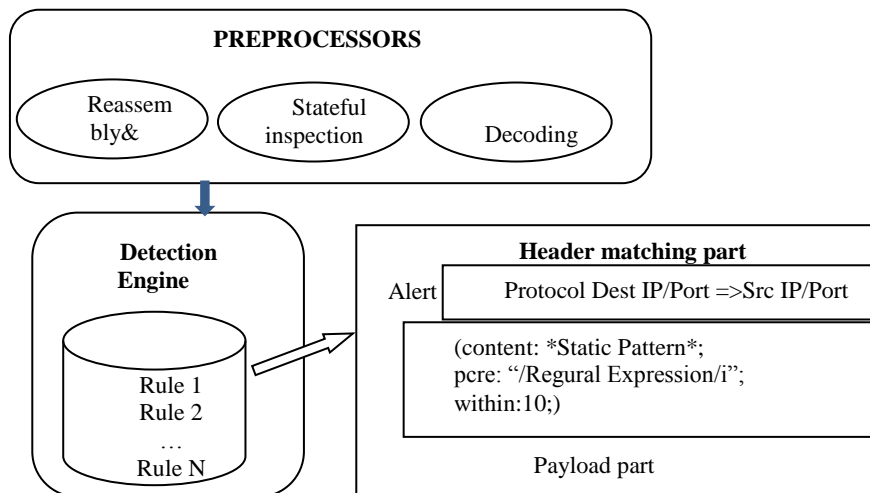 PREPROCESSORS
Reassem
bly&
Stateful
inspection
Decoding
Detection
Engine
Rule 1
Rule 2
…
Rule N
Header matching part
Alert
Protocol Dest IP/Port =>Src IP/Port
(content: *Static Pattern*;
pcre: “/Regural Expression/i”;
within:10;)
Payload part